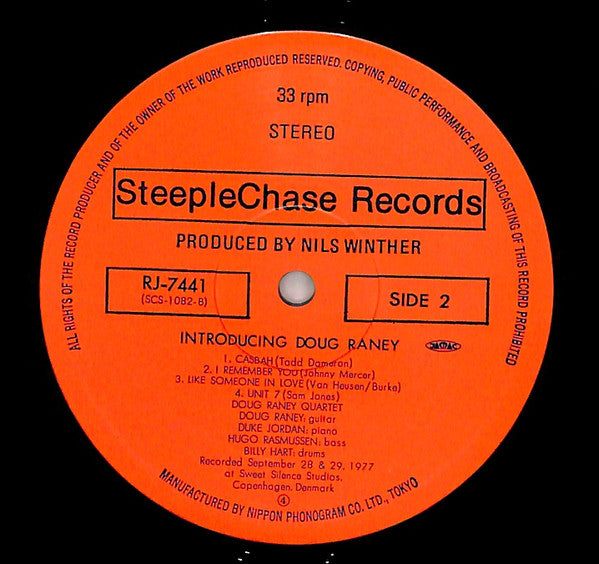 ALL RIGHTS OF THE RECORD PRODUCER AND OF THE OWNER OF THE WORK REPRODUCED RESERVED. COPYING, PUBLIC PERFORMANCE AND BROADCASTING OF THIS RECORD PROHIBITED
33 rpm
STEREO
SteepleChase Records
PRODUCED BY NILS WINTHER
RJ-7441
(SCS-1082-B)
SIDE 2
INTRODUCING DOUG RANEY
1. CASBAH (Todd Dameron)
2. I REMEMBER YOU (Johnny Mercer)
3. LIKE SOMEONE IN LOVE (Van Heusen/Burke)
4. UNIT 7 (Sam Jones)
DOUG RANEY QUARTET
DOUG RANEY: guitar
DUKE JORDAN: piano
HUGO RASMUSSEN: bass
BILLY HART: drums
Recorded September 28 & 29, 1977
at Sweet Silence Studios.
Copenhagen. Denmark
4
MANUFACTURED BY NIPPON PHONOGRAM CO. LTD., TOKYO